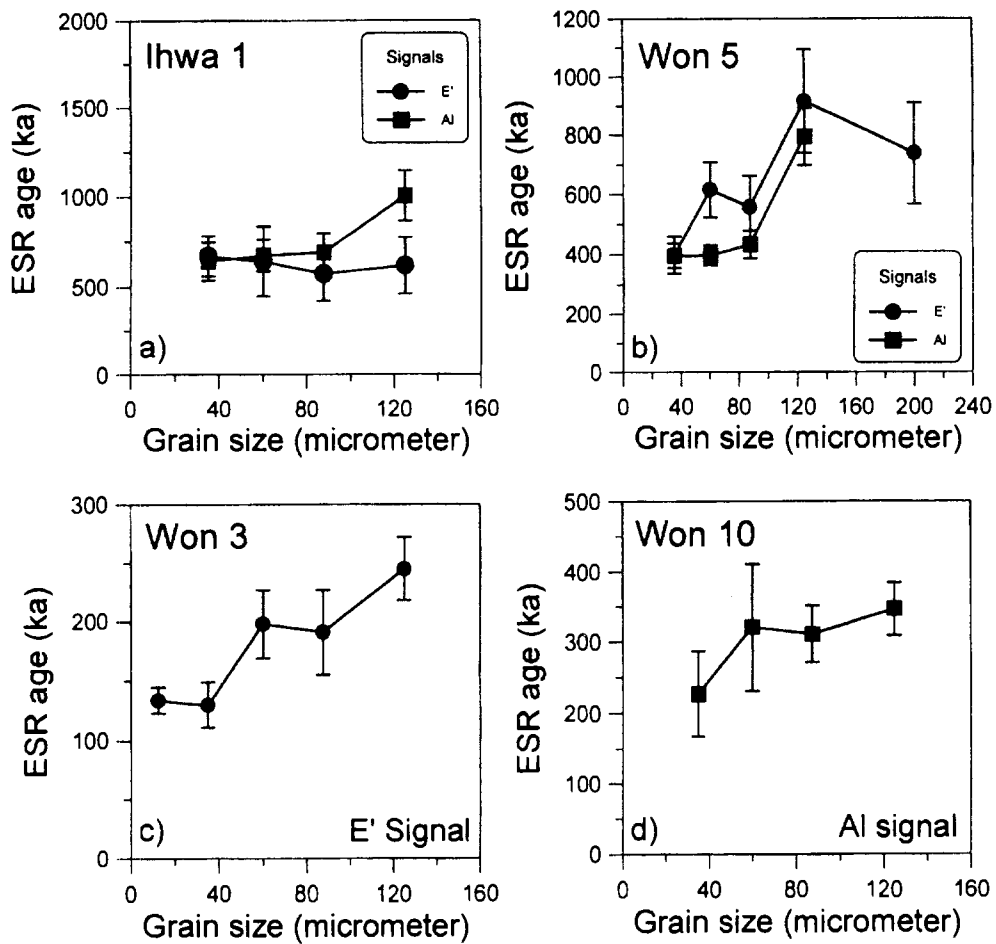 Ihwa 1
Signals
E'
Al
ESR age (ka)
2000
1500
1000
500
0
0 40 80 120 160
Grain size (micrometer)
a)
Won 5
Signals
E'
Al
ESR age (ka)
1200
1000
800
600
400
200
0
0 40 80 120 160 200 240
Grain size (micrometer)
b)
Won 3
ESR age (ka)
300
200
100
0
0 40 80 120 160
Grain size (micrometer)
c)
E' Signal
Won 10
ESR age (ka)
500
400
300
200
100
0
0 40 80 120 160
Grain size (micrometer)
d)
Al signal